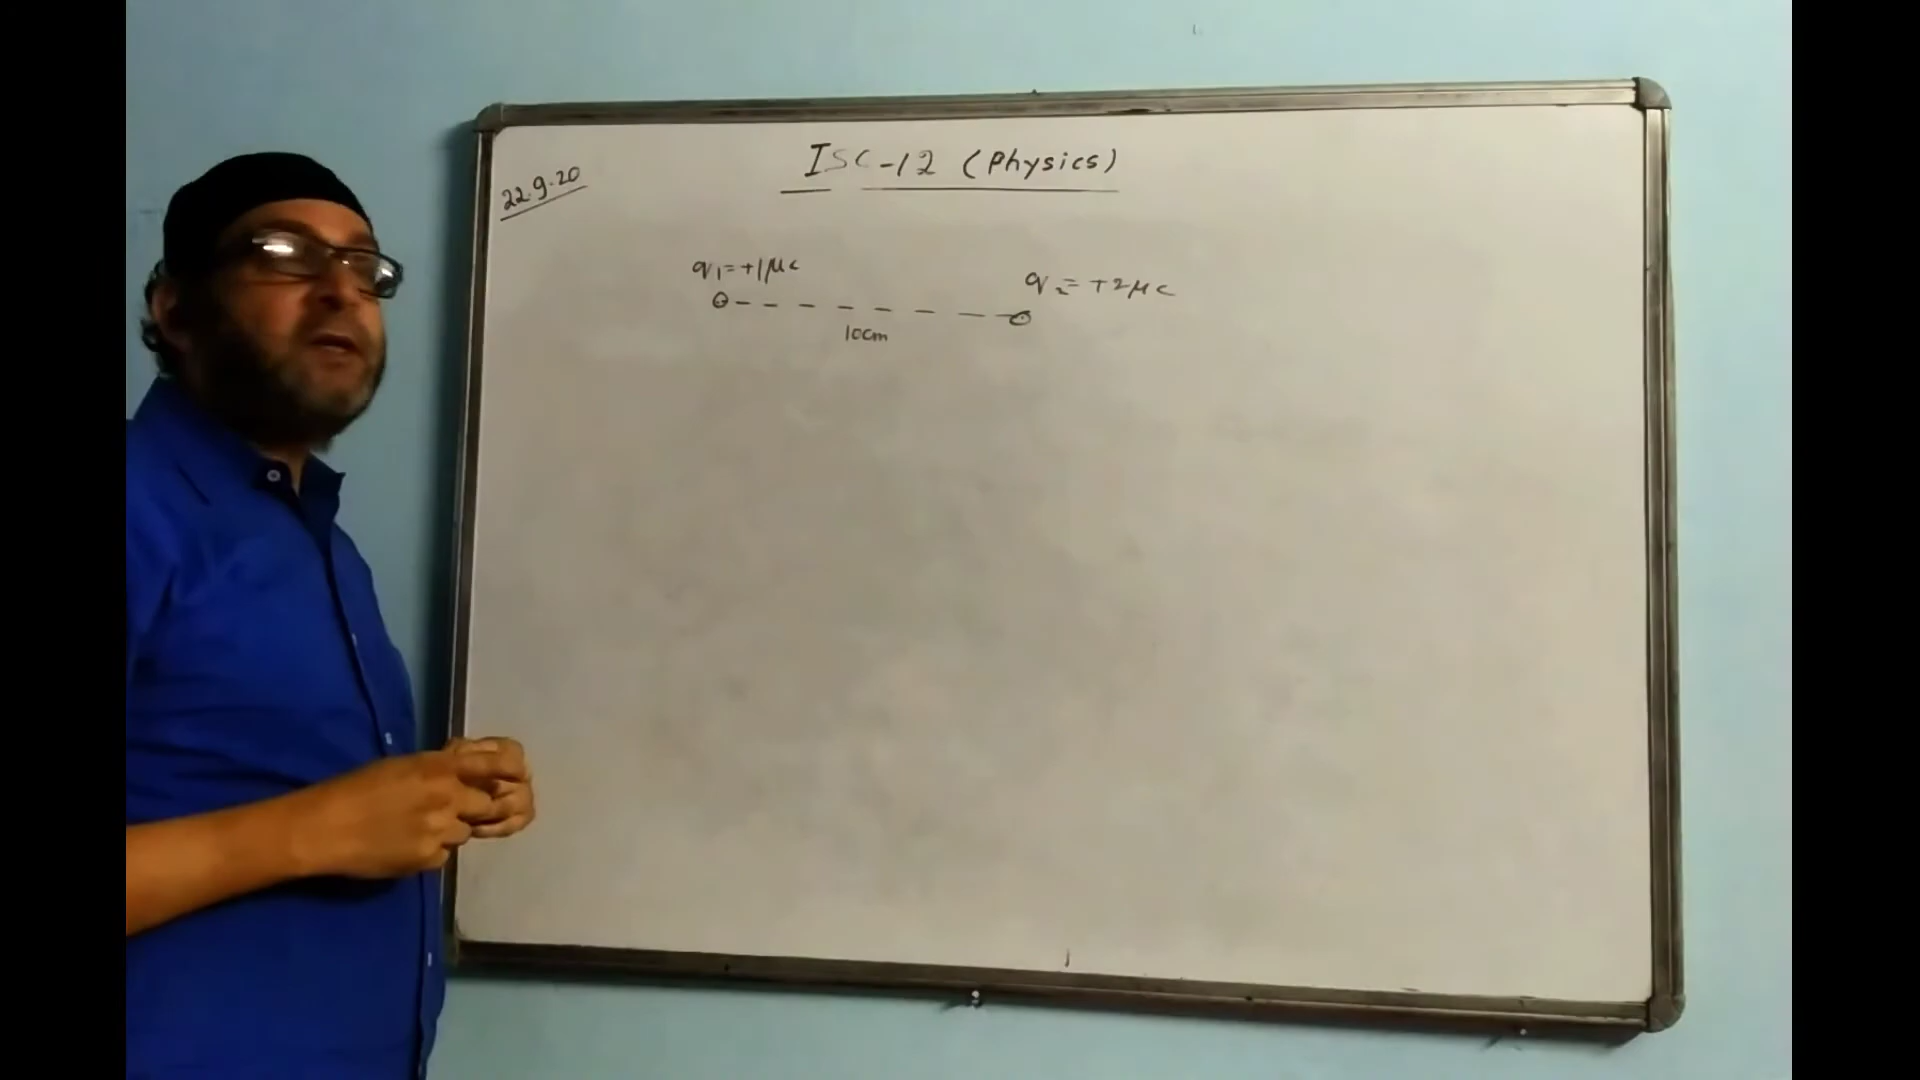 ISC-12 (Physics)
22.9.20
q₁=+1μc
q₂=+2μc
10cm